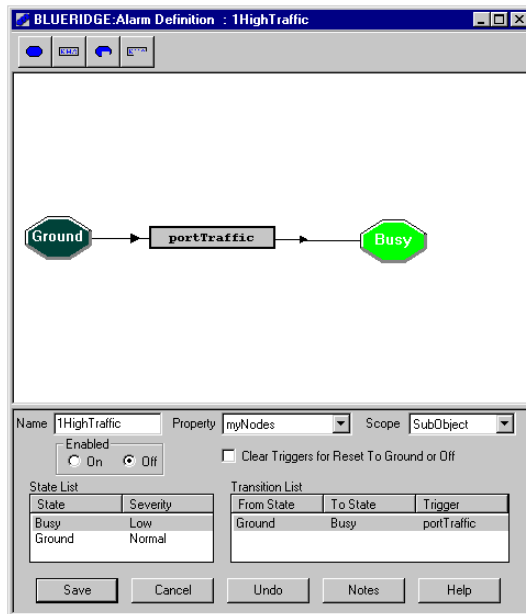 BLUERIDGE:Alarm Definition : 1HighTraffic
Ground
portTraffic
Busy
Name 1HighTraffic Property myNodes Scope SubObject
Enabled
On Off
Clear Triggers for Reset To Ground or Off
State List
State Severity
Busy Low
Ground Normal
Transition List
From State To State Trigger
Ground Busy portTraffic
Save Cancel Undo Notes Help